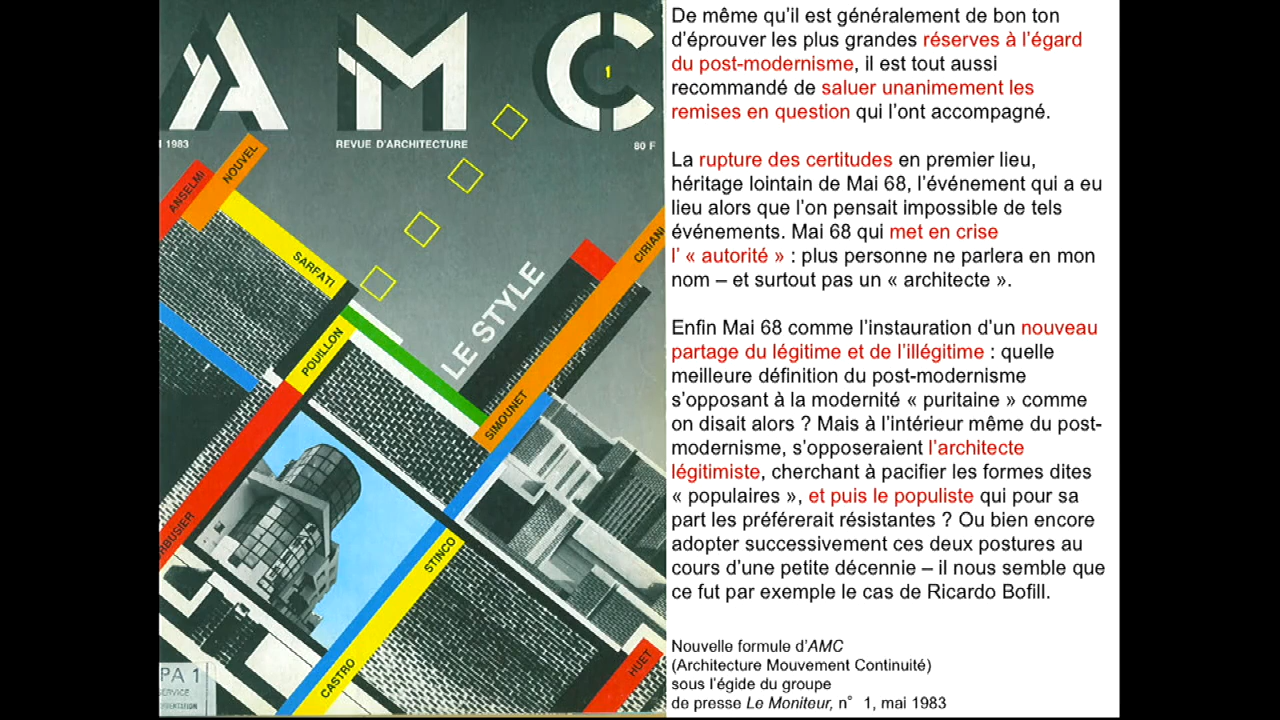 AMC
1
1983
REVUE D'ARCHITECTURE
80 F
ANSELMI
NOUVEL
SARFATI
POUILLON
LE STYLE
CIRIANI
SIMOUNET
RBUSIER
STINCO
CASTRO
HUET
PA 1
SERVICE
De même qu'il est généralement de bon ton
d'éprouver les plus grandes réserves à l'égard
du post-modernisme, il est tout aussi
recommandé de saluer unanimement les
remises en question qui l'ont accompagné.
La rupture des certitudes en premier lieu,
héritage lointain de Mai 68, l'événement qui a eu
lieu alors que l'on pensait impossible de tels
événements. Mai 68 qui met en crise
l' « autorité » : plus personne ne parlera en mon
nom – et surtout pas un « architecte ».
Enfin Mai 68 comme l'instauration d'un nouveau
partage du légitime et de l'illégitime : quelle
meilleure définition du post-modernisme
s'opposant à la modernité « puritaine » comme
on disait alors ? Mais à l'intérieur même du post-
modernisme, s'opposeraient l'architecte
légitimiste, cherchant à pacifier les formes dites
« populaires », et puis le populiste qui pour sa
part les préférerait résistantes ? Ou bien encore
adopter successivement ces deux postures au
cours d'une petite décennie – il nous semble que
ce fut par exemple le cas de Ricardo Bofill.
Nouvelle formule d'AMC
(Architecture Mouvement Continuité)
sous l'égide du groupe
de presse Le Moniteur, n° 1, mai 1983